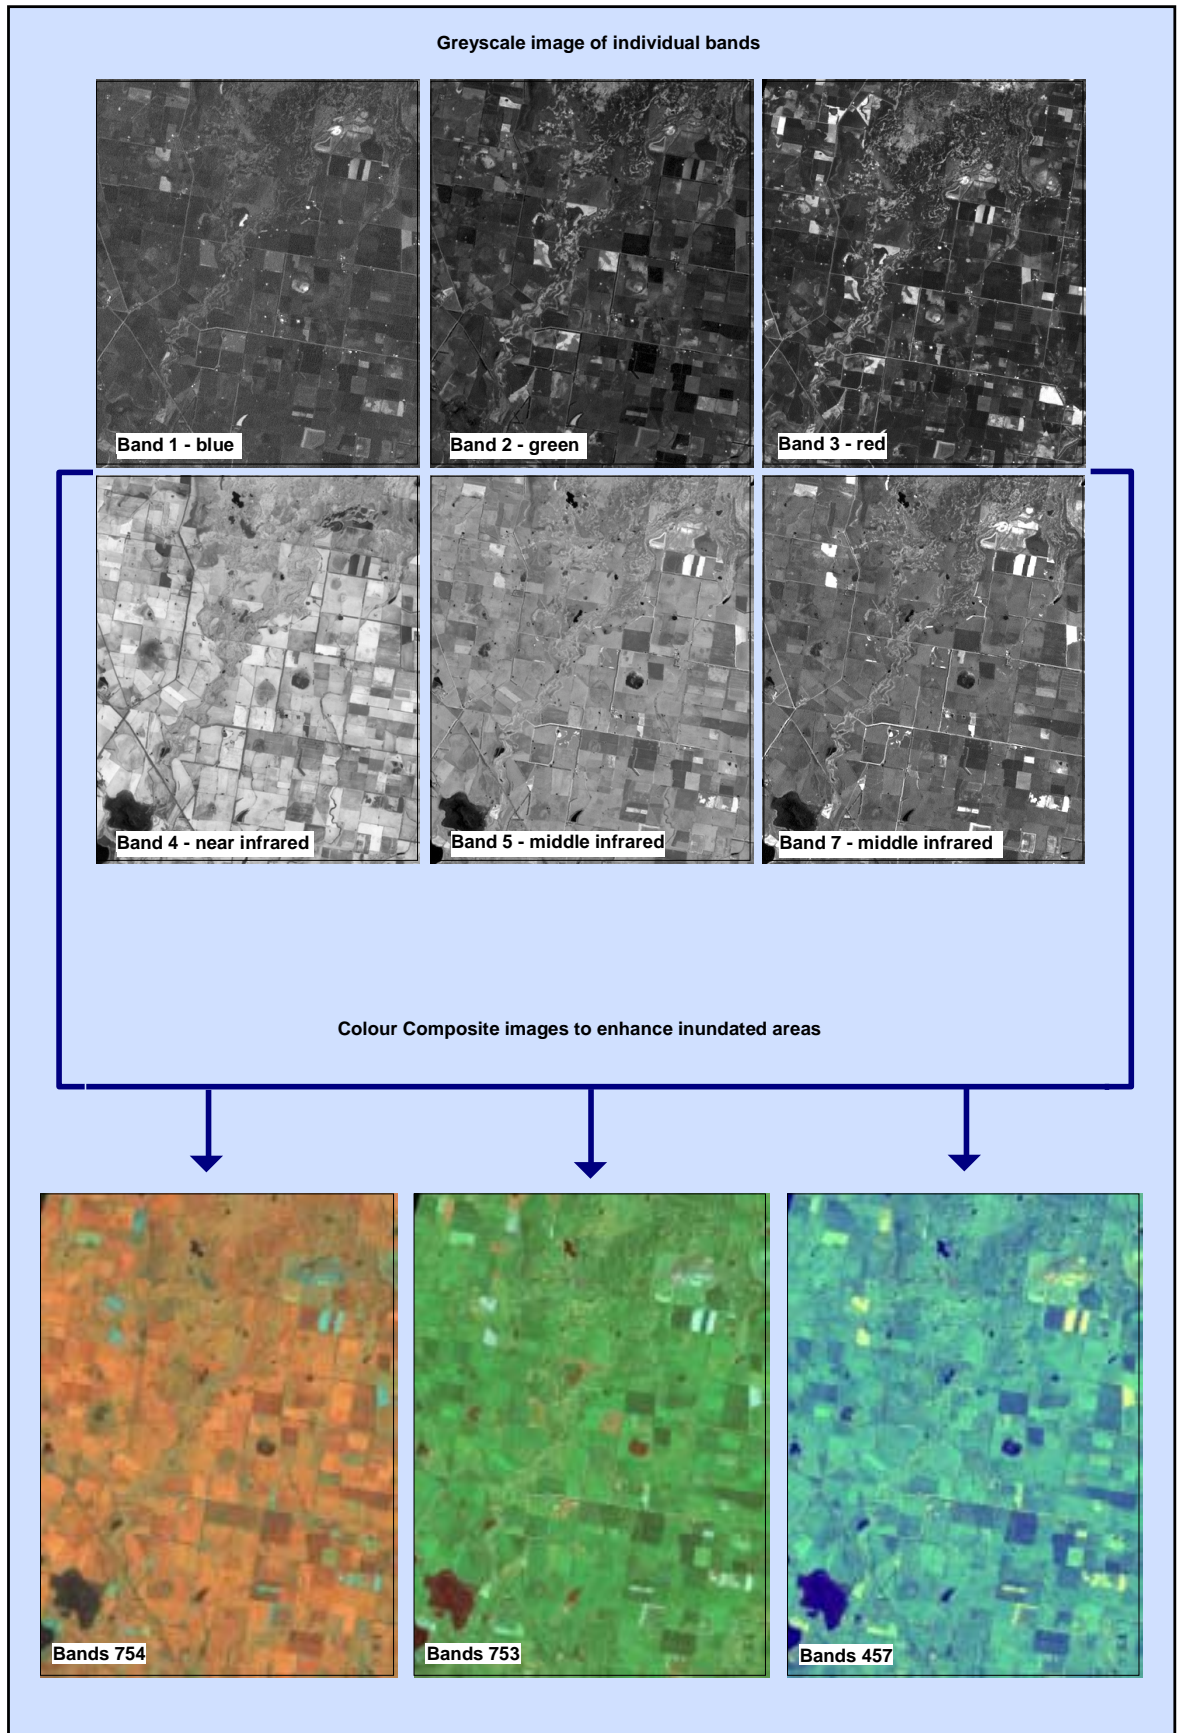 Greyscale image of individual bands
Band 1 - blue
Band 2 - green
Band 3 - red
Band 4 - near infrared
Band 5 - middle infrared
Band 7 - middle infrared
Colour Composite images to enhance inundated areas
Bands 754
Bands 753
Bands 457